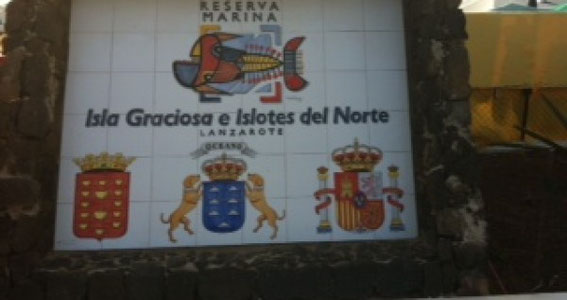 RESERVA
MARINA
Isla Graciosa e Islotes del Norte
LANZAROTE
OCEANO